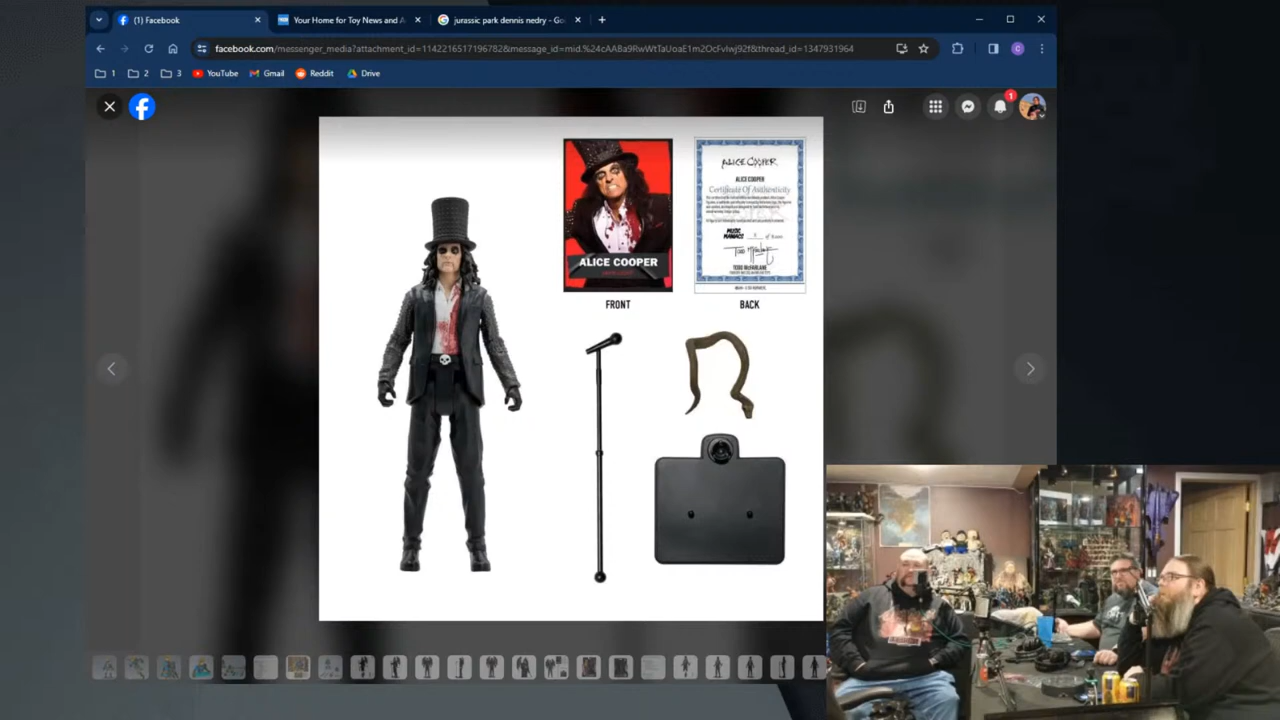 (1) Facebook
Your Home for Toy News and A
jurassic park dennis nedry - Go
facebook.com/messenger_media?attachment_id=1142216517196782&message_id=mid.%24cAABa9RwWtTaUoaE1m2OcFvIwj92f&thread_id=1347931964
1
2
3
YouTube
Gmail
Reddit
Drive
1
ALICE COOPER
FRONT
ALICE COOPER
ALICE COOPER
Certificate Of Authenticity
MUSIC
MANIACS
TODD MCFARLANE
BACK